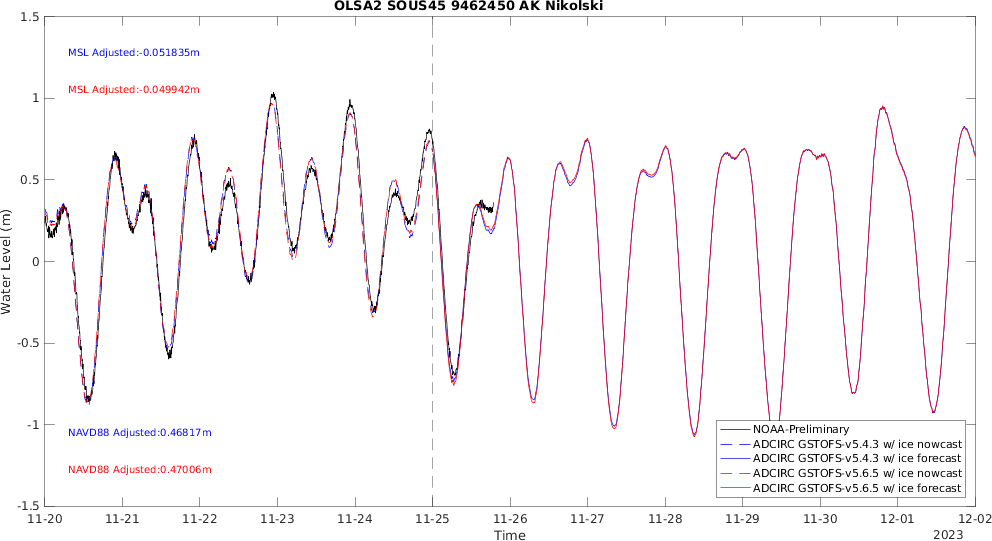 OLSA2 SOUS45 9462450 AK Nikolski
MSL Adjusted:-0.051835m
MSL Adjusted:-0.049942m
NAVD88 Adjusted:0.46817m
NAVD88 Adjusted:0.47006m
1.5
1
0.5
0
-0.5
-1
-1.5
Water Level (m)
NOAA-Preliminary
ADCIRC GSTOFS-v5.4.3 w/ ice nowcast
ADCIRC GSTOFS-v5.4.3 w/ ice forecast
ADCIRC GSTOFS-v5.6.5 w/ ice nowcast
ADCIRC GSTOFS-v5.6.5 w/ ice forecast
11-20 11-21 11-22 11-23 11-24 11-25 11-26 11-27 11-28 11-29 11-30 12-01 12-02
Time
2023